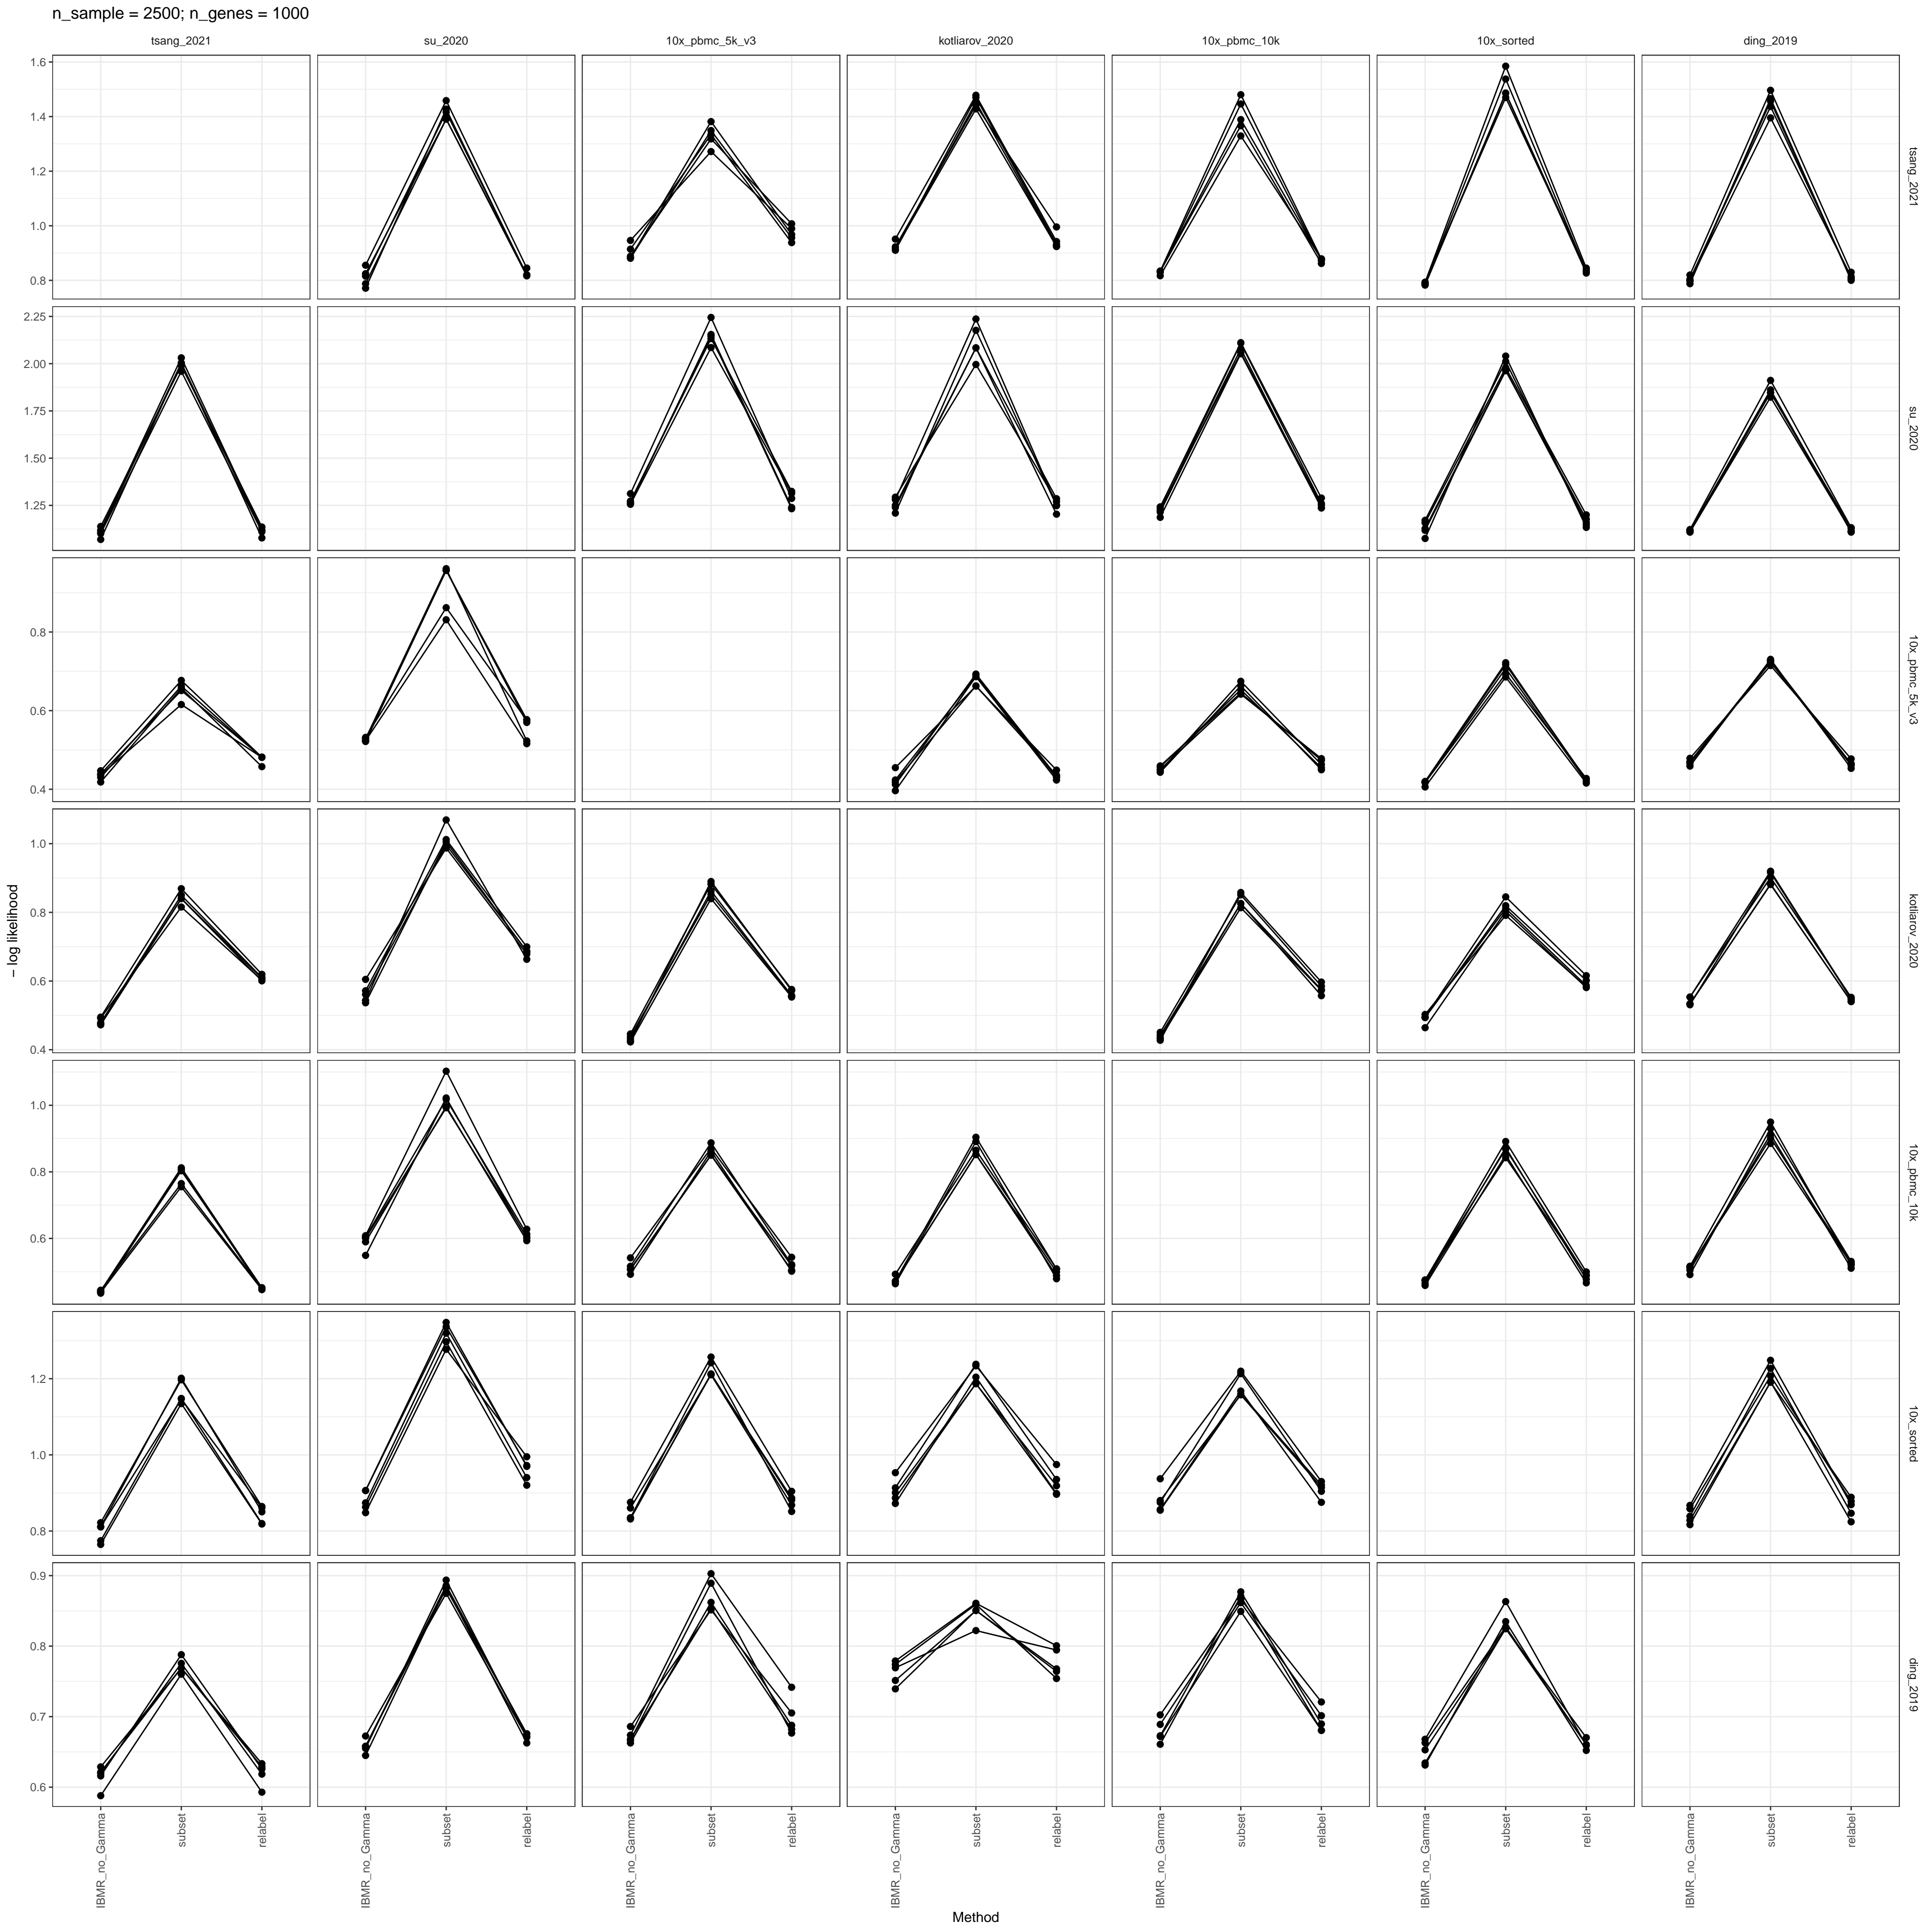 n_sample = 2500; n_genes = 1000
tsang_2021 su_2020 10x_pbmc_5k_v3 kotliarov_2020 10x_pbmc_10k 10x_sorted ding_2019
1.6
1.4
1.2
1.0
0.8
tsang_2021
2.25
2.00
1.75
1.50
1.25
su_2020
0.8
0.6
0.4
10x_pbmc_5k_v3
− log likelihood
1.0
0.8
0.6
0.4
kotliarov_2020
1.0
0.8
0.6
10x_pbmc_10k
1.2
1.0
0.8
10x_sorted
0.9
0.8
0.7
0.6
ding_2019
IBMR_no_Gamma subset relabel IBMR_no_Gamma subset relabel IBMR_no_Gamma subset relabel IBMR_no_Gamma subset relabel IBMR_no_Gamma subset relabel IBMR_no_Gamma subset relabel IBMR_no_Gamma subset relabel
Method